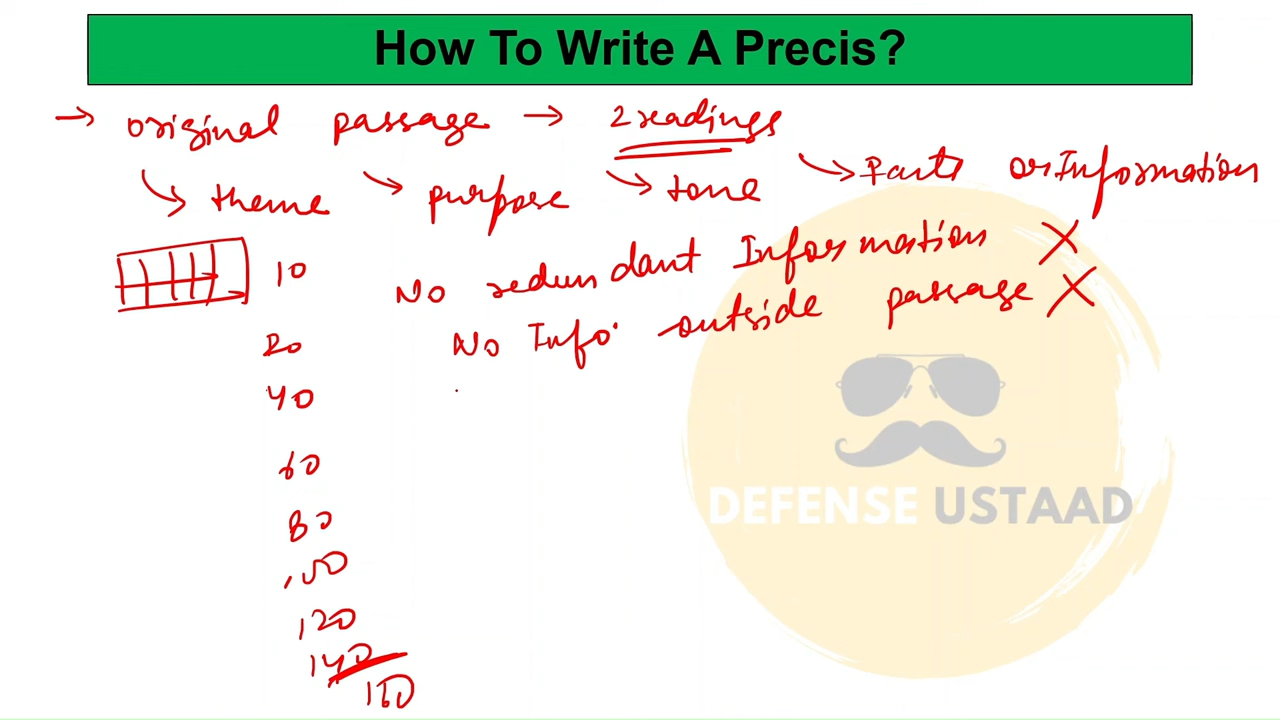 How To Write A Precis?
→ original passage → 2 readings
↘ theme ↘ purpose ↘ tone ↘ Facts or Information
10 No redundant Information X
20 No Info. outside passage X
40
60
80
100
DEFENSE USTAAD
120
140
160